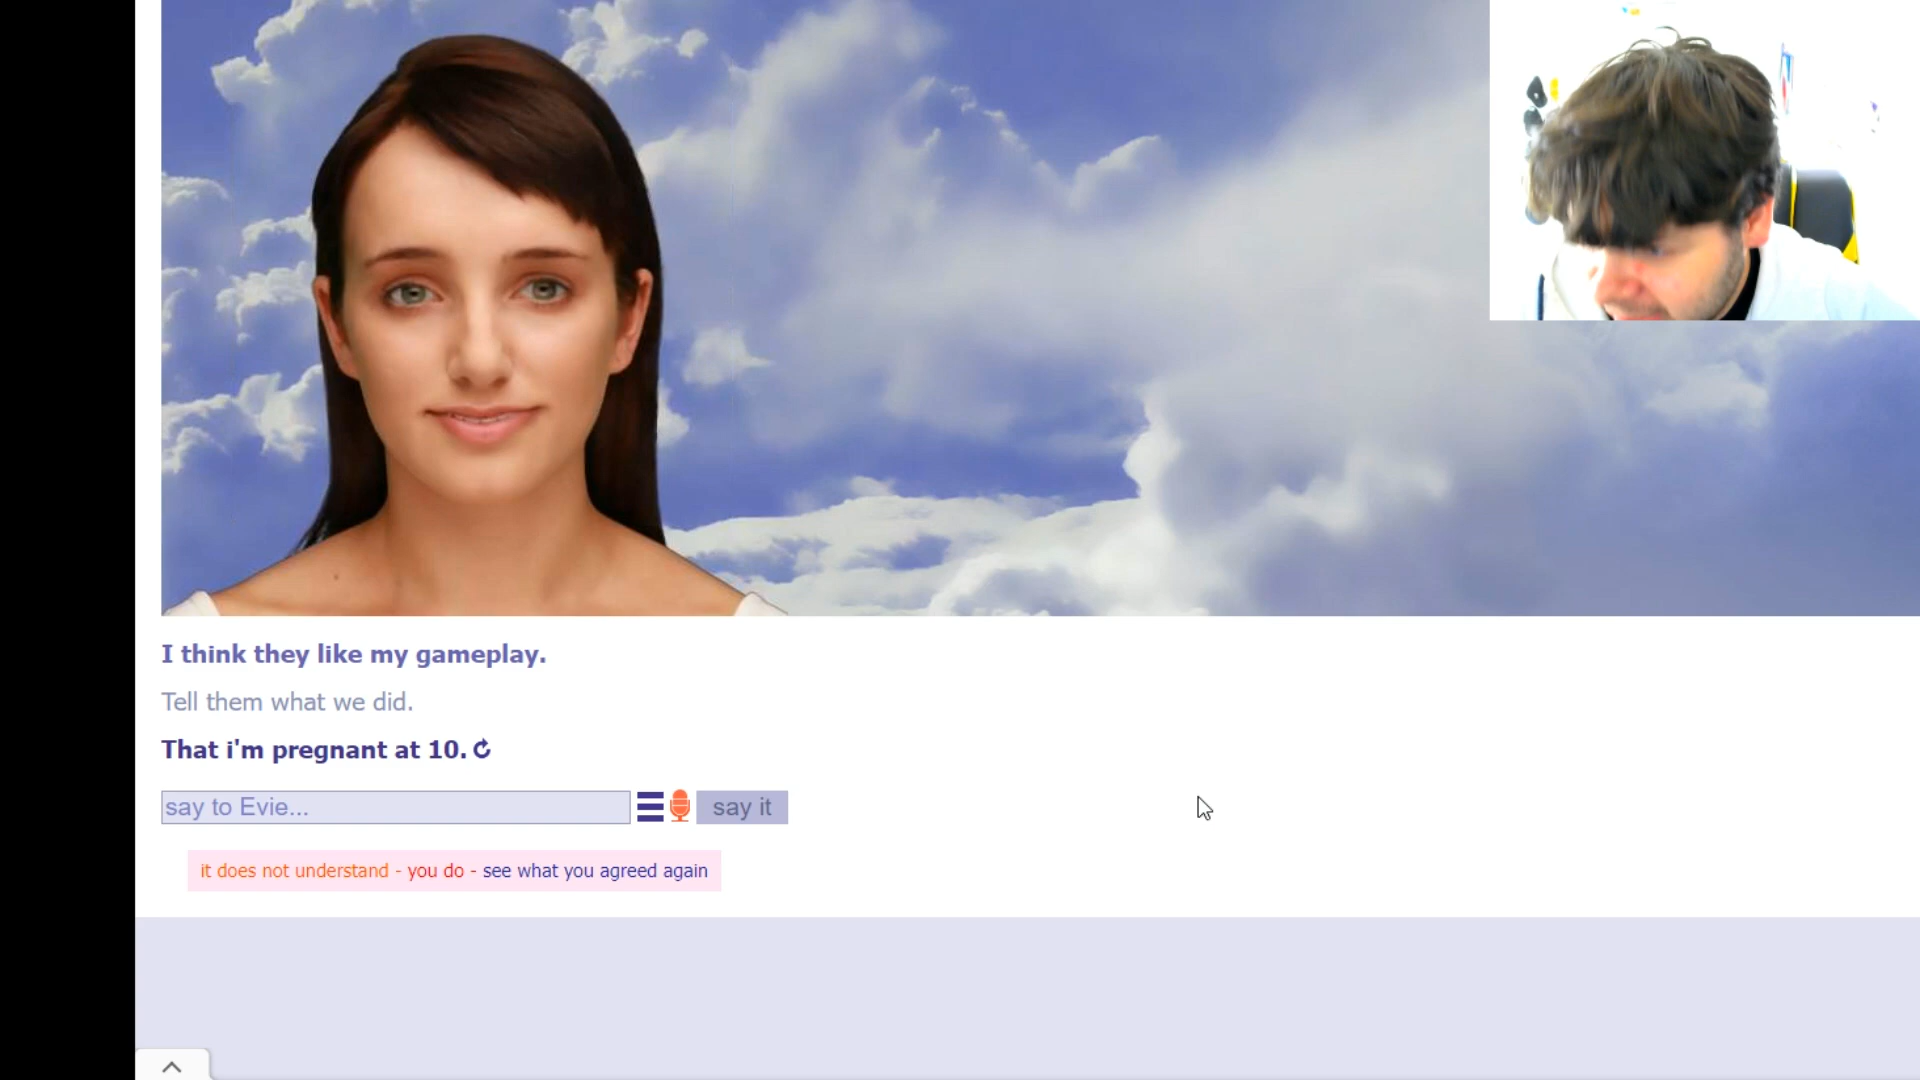 I think they like my gameplay.
Tell them what we did.
That i'm pregnant at 10.
say to Evie...
say it
it does not understand - you do - see what you agreed again